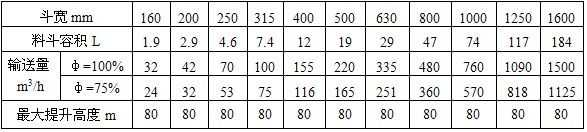 斗宽 mm 160 200 250 315 400 500 630 800 1000 1250 1600
料斗容积 L 1.9 2.9 4.6 7.4 12 19 29 47 74 117 184
输送量 m³/h Φ=100% 32 42 70 100 155 220 335 480 760 1090 1500
Φ=75% 24 32 53 75 116 165 251 360 570 818 1125
最大提升高度 m 80 80 80 80 80 80 80 80 80 80 80